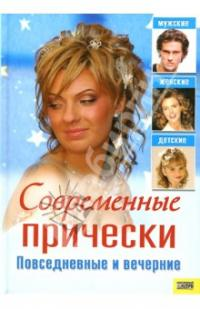 мужские
женские
детские
Современные
прически
Повседневные и вечерние